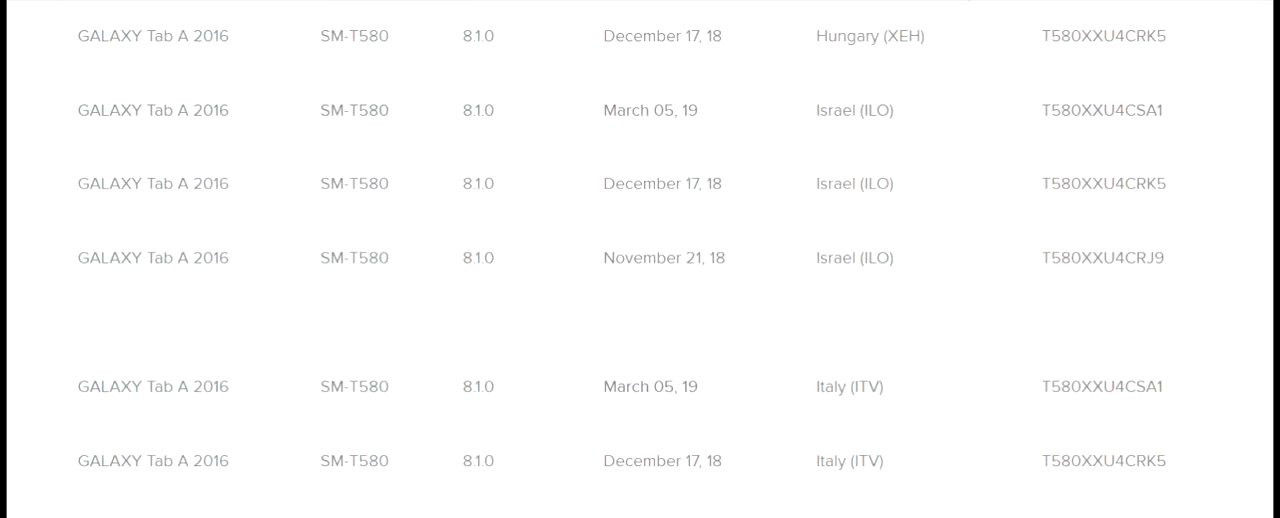 GALAXY Tab A 2016 SM-T580 8.1.0 December 17, 18 Hungary (XEH) T580XXU4CRK5
GALAXY Tab A 2016 SM-T580 8.1.0 March 05, 19 Israel (ILO) T580XXU4CSA1
GALAXY Tab A 2016 SM-T580 8.1.0 December 17, 18 Israel (ILO) T580XXU4CRK5
GALAXY Tab A 2016 SM-T580 8.1.0 November 21, 18 Israel (ILO) T580XXU4CRJ9
GALAXY Tab A 2016 SM-T580 8.1.0 March 05, 19 Italy (ITV) T580XXU4CSA1
GALAXY Tab A 2016 SM-T580 8.1.0 December 17, 18 Italy (ITV) T580XXU4CRK5